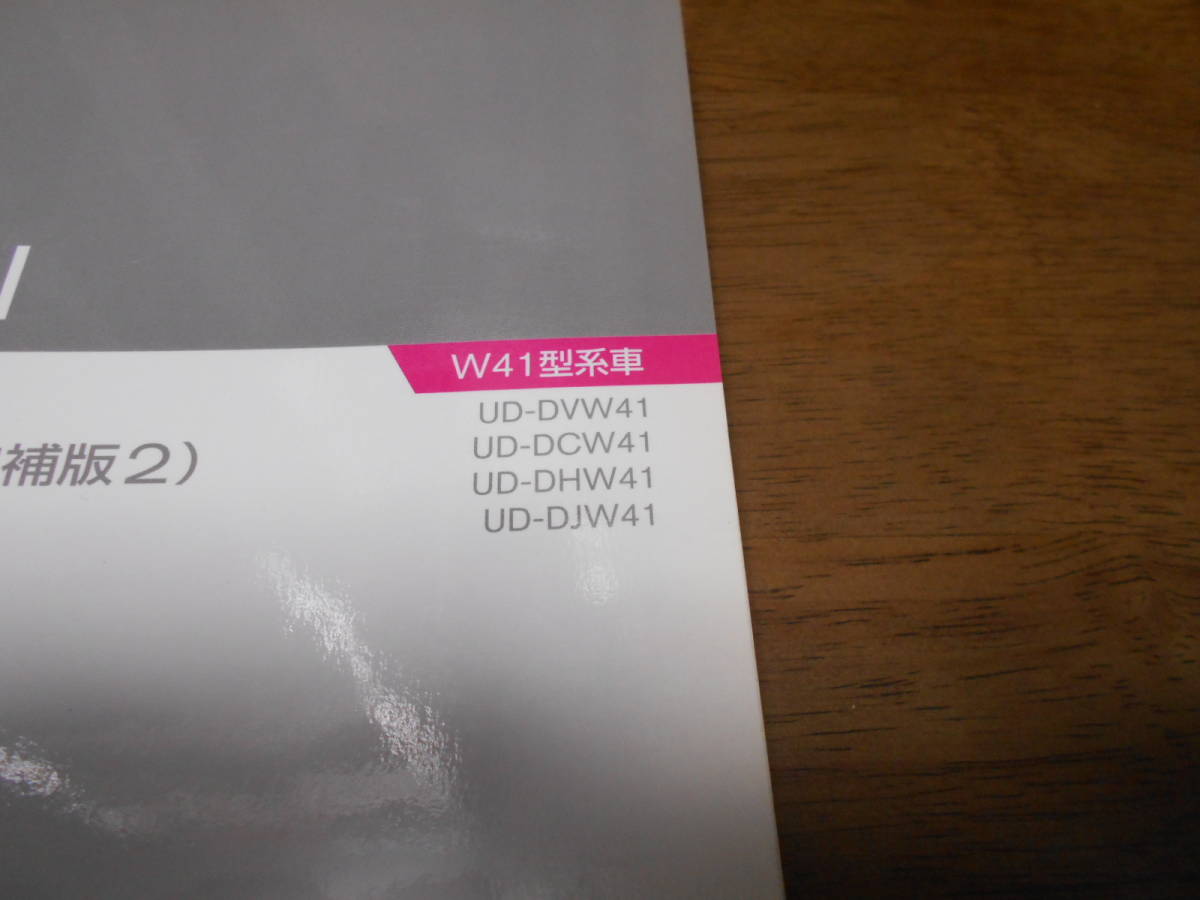 W41型系車
UD-DVW41
UD-DCW41
UD-DHW41
UD-DJW41
補版2）